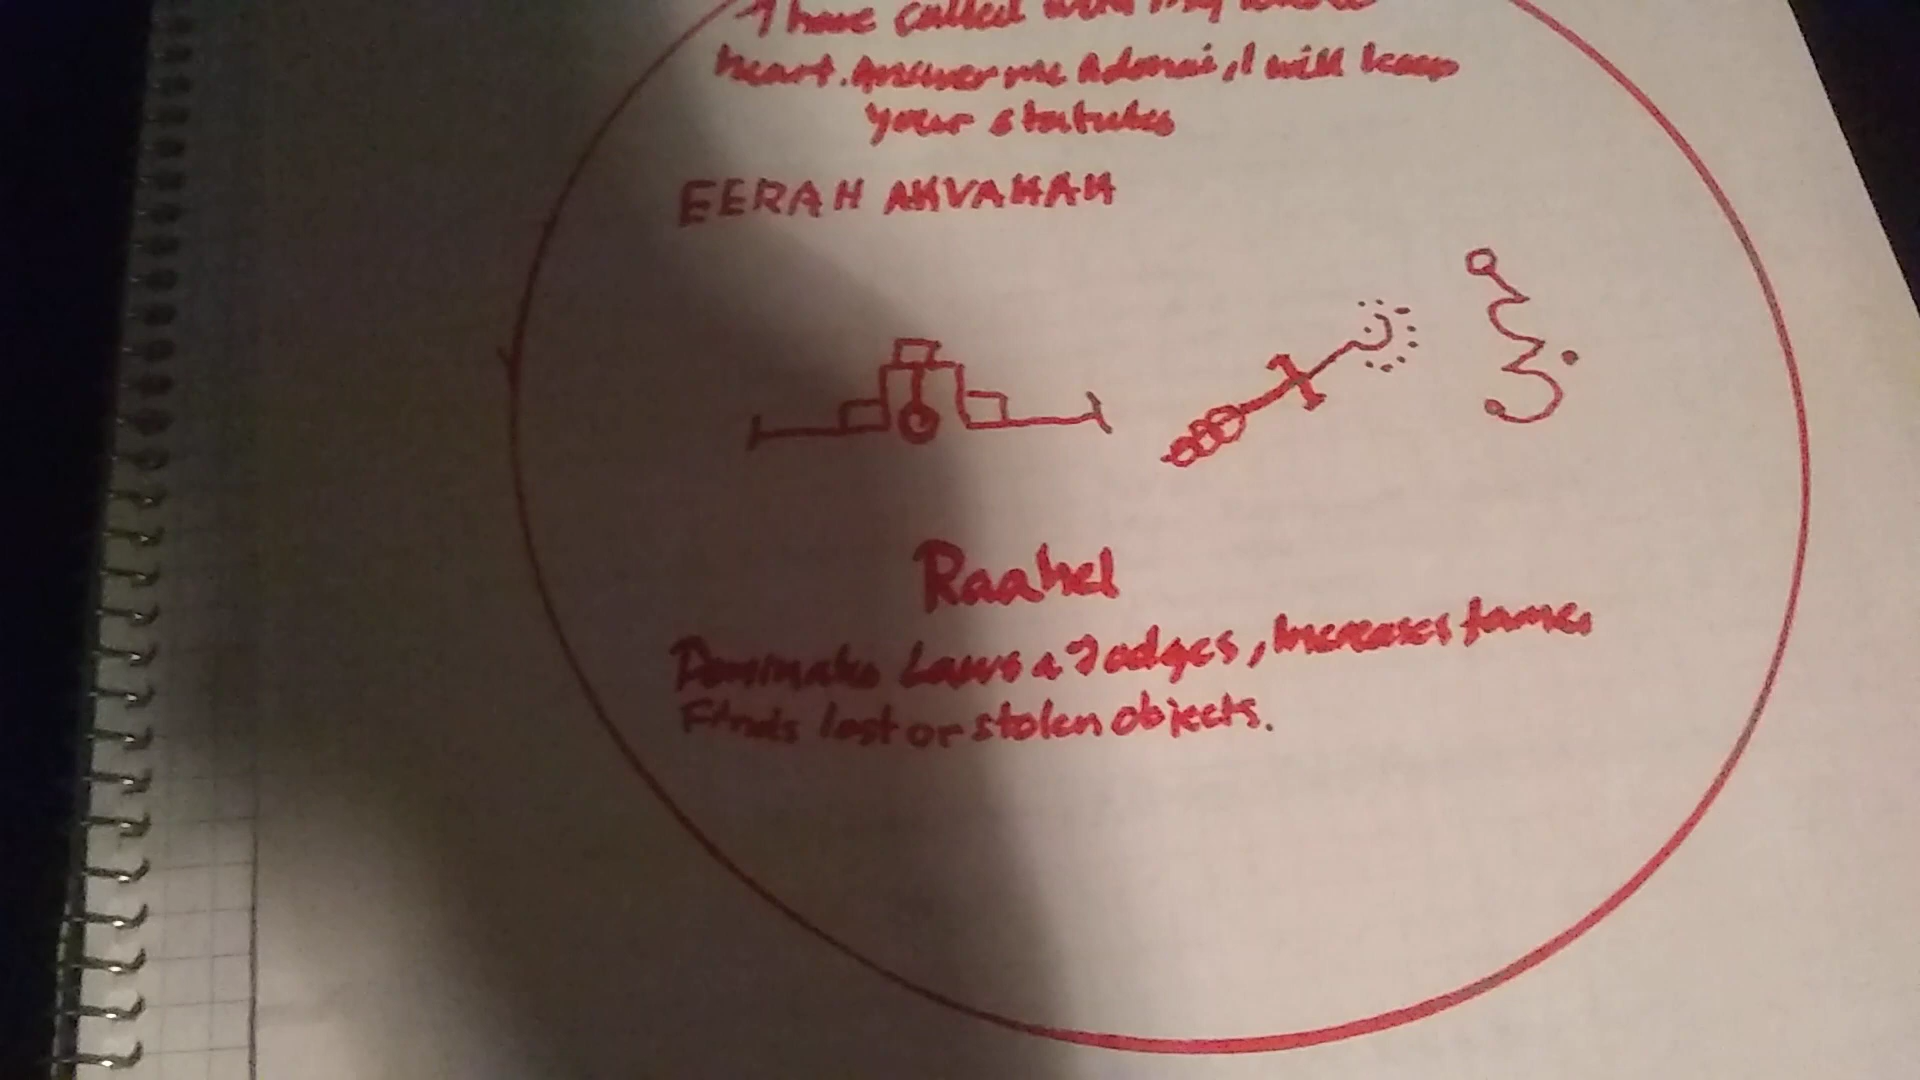 I have called with my whole
heart. Answer me Adonai, I will keep
your statutes
EERAH AKVAHAH
Raahel
Dominates Laws & Judges, Increases fame,
Finds lost or stolen objects.